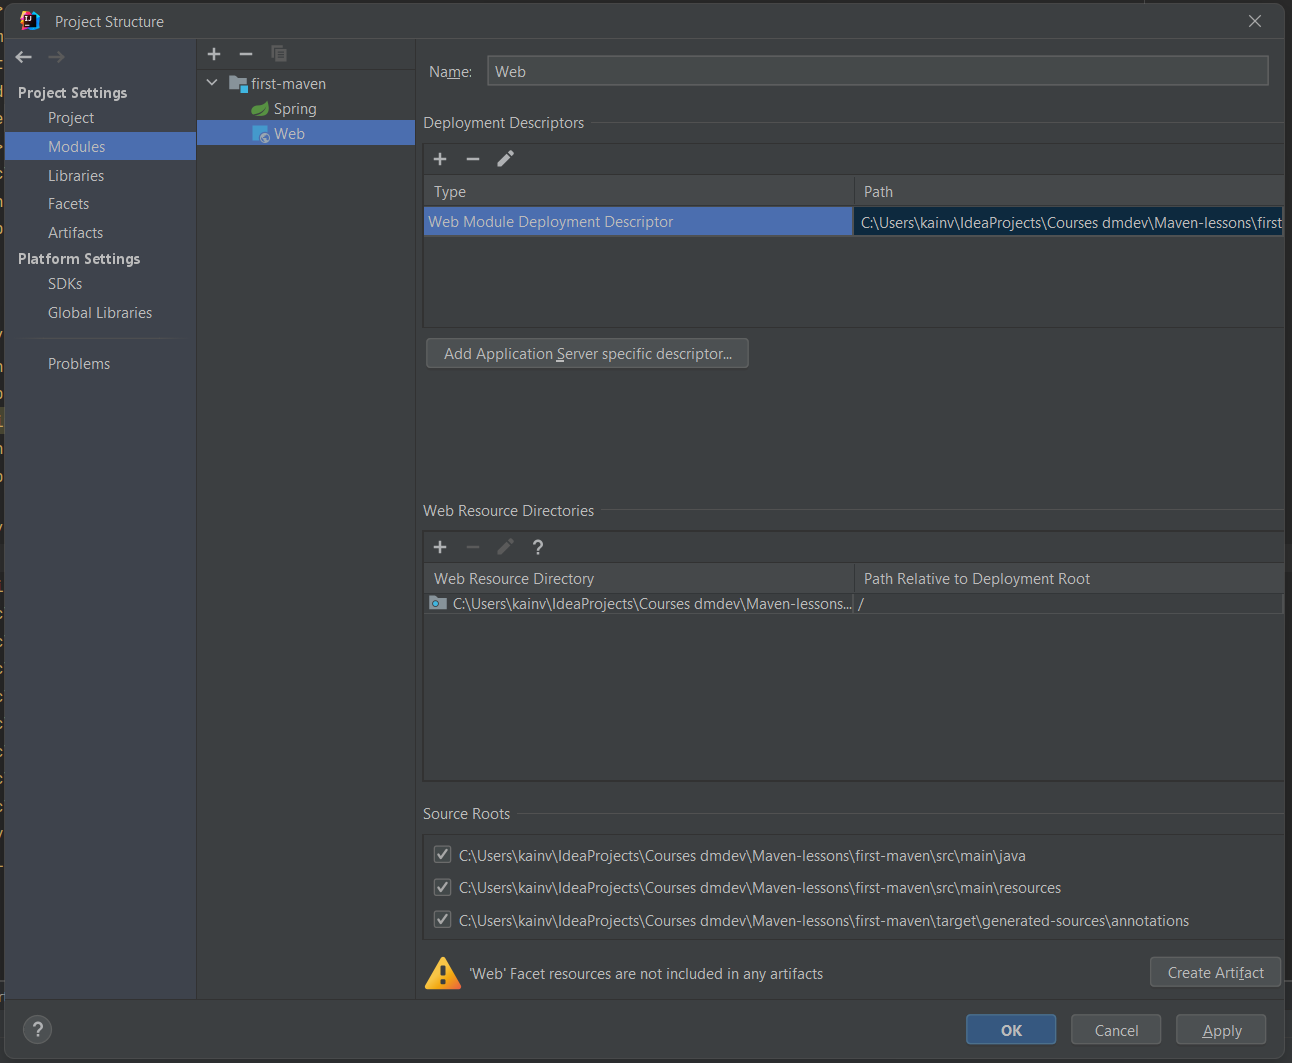 Project Structure
Project Settings
Project
Modules
Libraries
Facets
Artifacts
Platform Settings
SDKs
Global Libraries
Problems
first-maven
Spring
Web
Name: Web
Deployment Descriptors
Type Path
Web Module Deployment Descriptor C:\Users\kainv\IdeaProjects\Courses dmdev\Maven-lessons\first
Add Application Server specific descriptor...
Web Resource Directories
?
Web Resource Directory Path Relative to Deployment Root
C:\Users\kainv\IdeaProjects\Courses dmdev\Maven-lessons... /
Source Roots
C:\Users\kainv\IdeaProjects\Courses dmdev\Maven-lessons\first-maven\src\main\java
C:\Users\kainv\IdeaProjects\Courses dmdev\Maven-lessons\first-maven\src\main\resources
C:\Users\kainv\IdeaProjects\Courses dmdev\Maven-lessons\first-maven\target\generated-sources\annotations
'Web' Facet resources are not included in any artifacts Create Artifact
? OK Cancel Apply